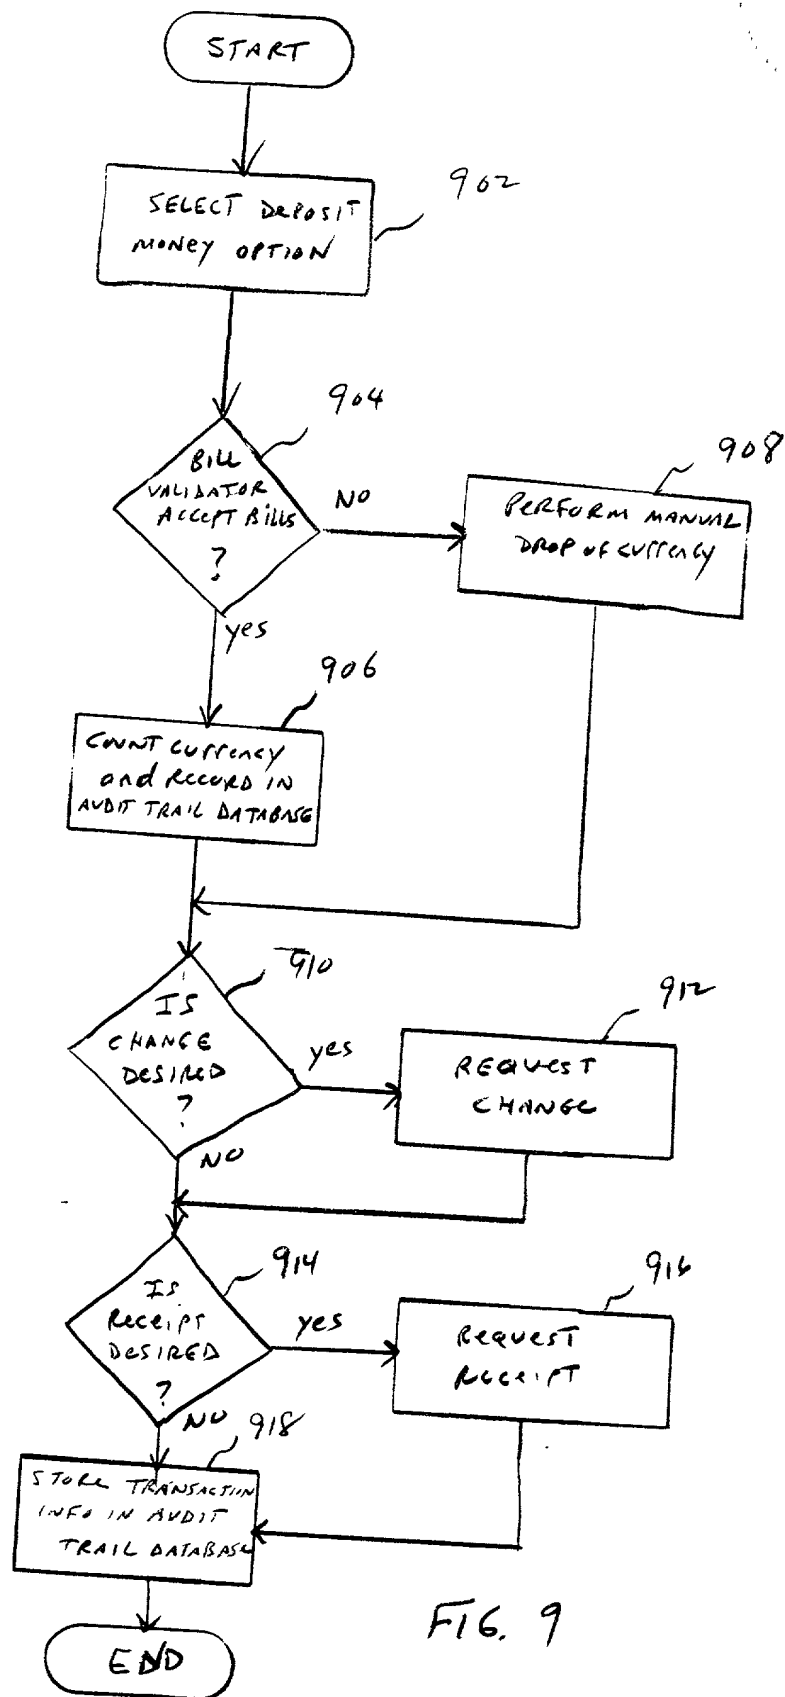 START
902
SELECT DEPOSIT
MONEY OPTION
904
BILL
VALIDATOR
ACCEPT BILLS
?
NO
908
PERFORM MANUAL
DROP OF CURRENCY
yes
906
COUNT CURRENCY
and RECORD IN
AUDIT TRAIL DATABASE
910
IS
CHANGE
DESIRED
?
yes
912
REQUEST
CHANGE
NO
914
IS
Receipt
DESIRED
?
yes
916
REQUEST
RECEIPT
NO
918
STORE TRANSACTION
INFO IN AUDIT
TRAIL DATABASE
END
FIG. 9